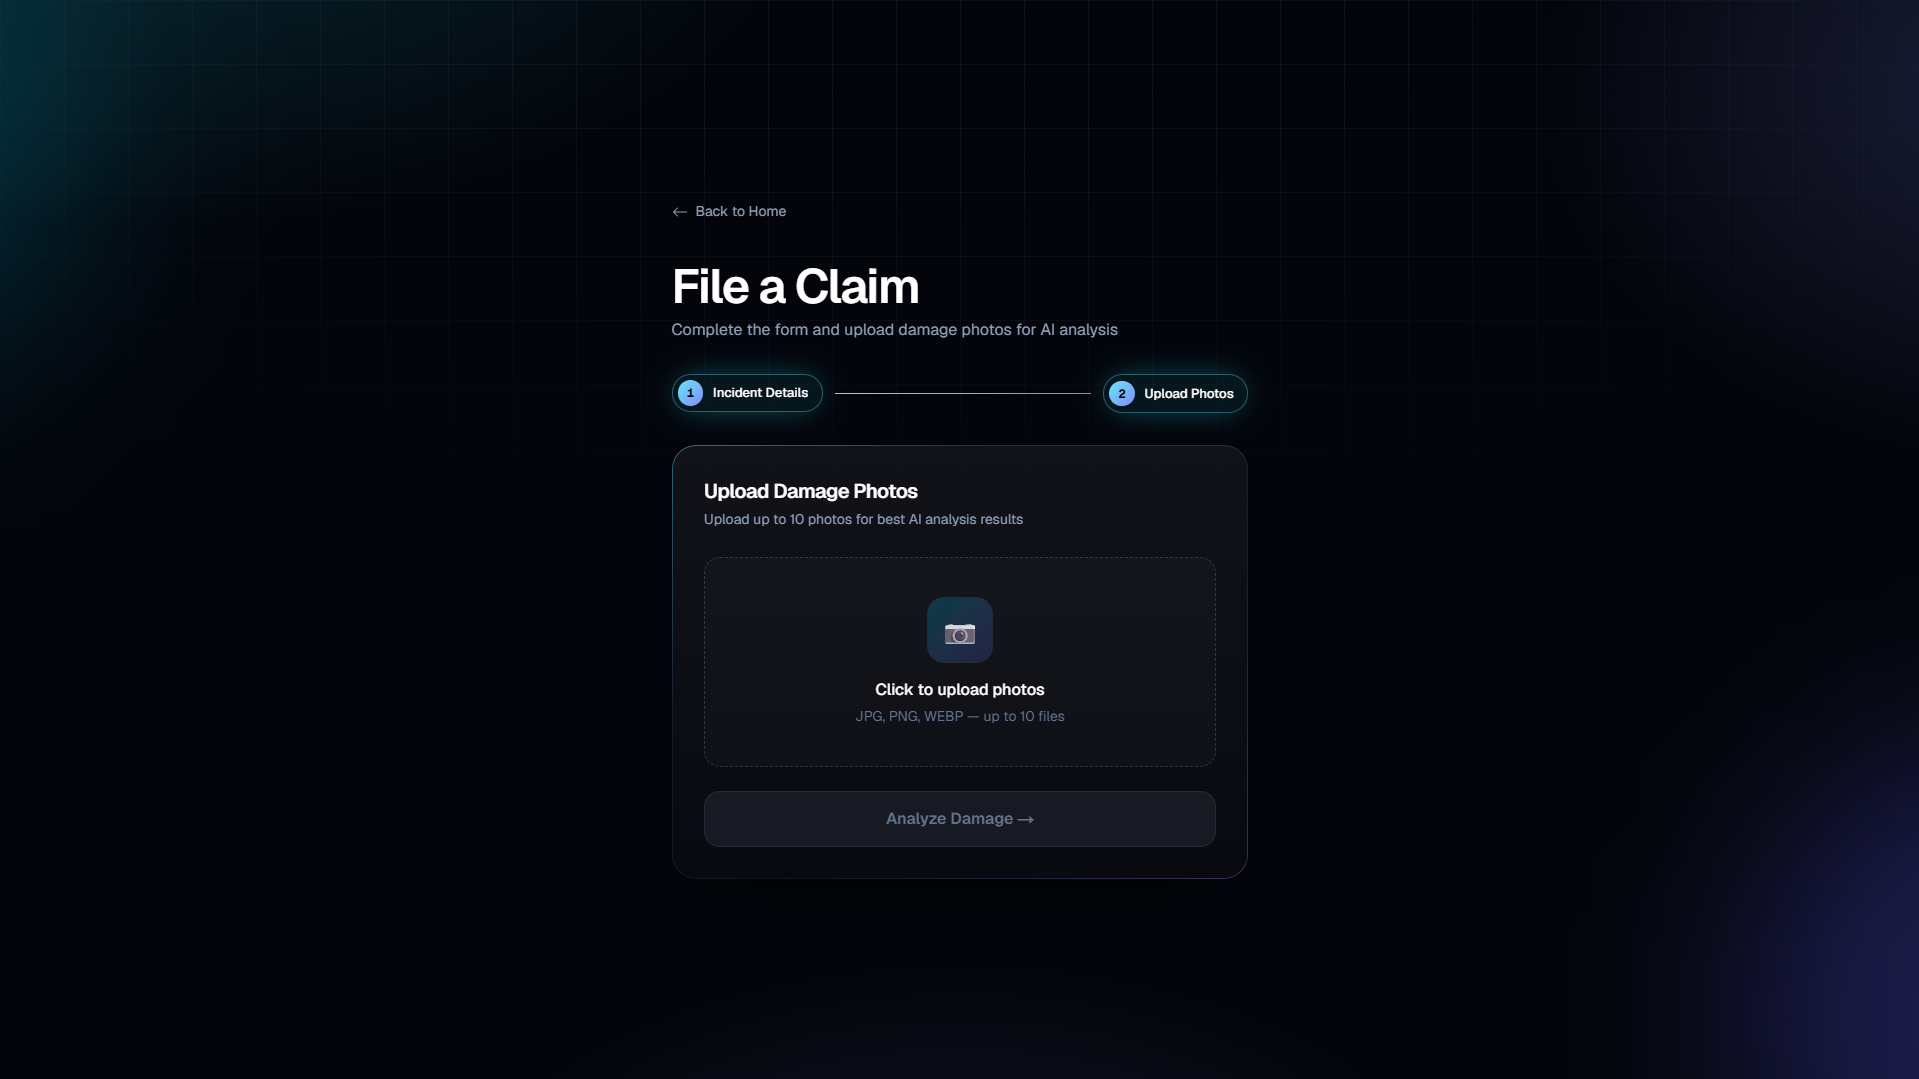 ← Back to Home
File a Claim
Complete the form and upload damage photos for AI analysis
1 Incident Details
2 Upload Photos
Upload Damage Photos
Upload up to 10 photos for best AI analysis results
Click to upload photos
JPG, PNG, WEBP — up to 10 files
Analyze Damage →